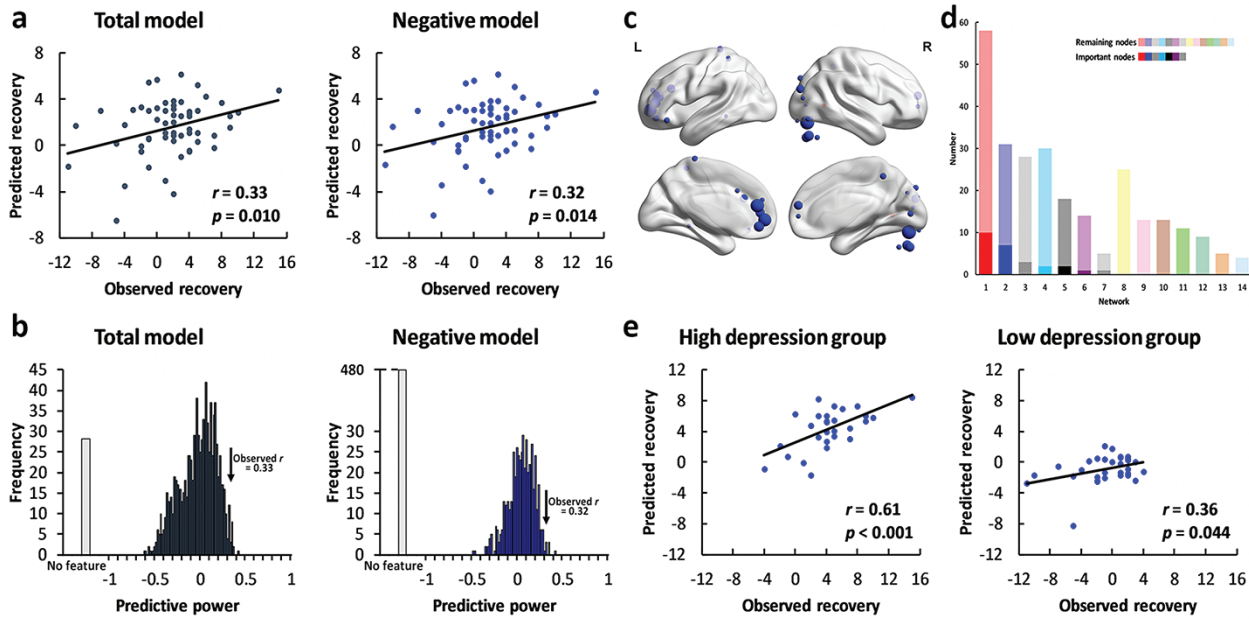 a
Total model
Predicted recovery
8
4
0
-4
-8
r = 0.33
p = 0.010
-12 -8 -4 0 4 8 12 16
Observed recovery
Negative model
Predicted recovery
8
4
0
-4
-8
r = 0.32
p = 0.014
-12 -8 -4 0 4 8 12 16
Observed recovery
b
Total model
Frequency
45
40
35
30
25
20
15
10
5
0
Observed r
= 0.33
No feature
-1 -0.5 0 0.5 1
Predictive power
Negative model
Frequency
480
30
25
20
15
10
5
0
Observed r
= 0.32
No feature
-1 -0.5 0 0.5 1
Predictive power
c
L
R
d
Number
60
50
40
30
20
10
0
Remaining nodes
Important nodes
1 2 3 4 5 6 7 8 9 10 11 12 13 14
Network
e
High depression group
Predicted recovery
12
8
4
0
-4
-8
-12
r = 0.61
p < 0.001
-12 -8 -4 0 4 8 12 16
Observed recovery
Low depression group
Predicted recovery
12
8
4
0
-4
-8
-12
r = 0.36
p = 0.044
-12 -8 -4 0 4 8 12 16
Observed recovery